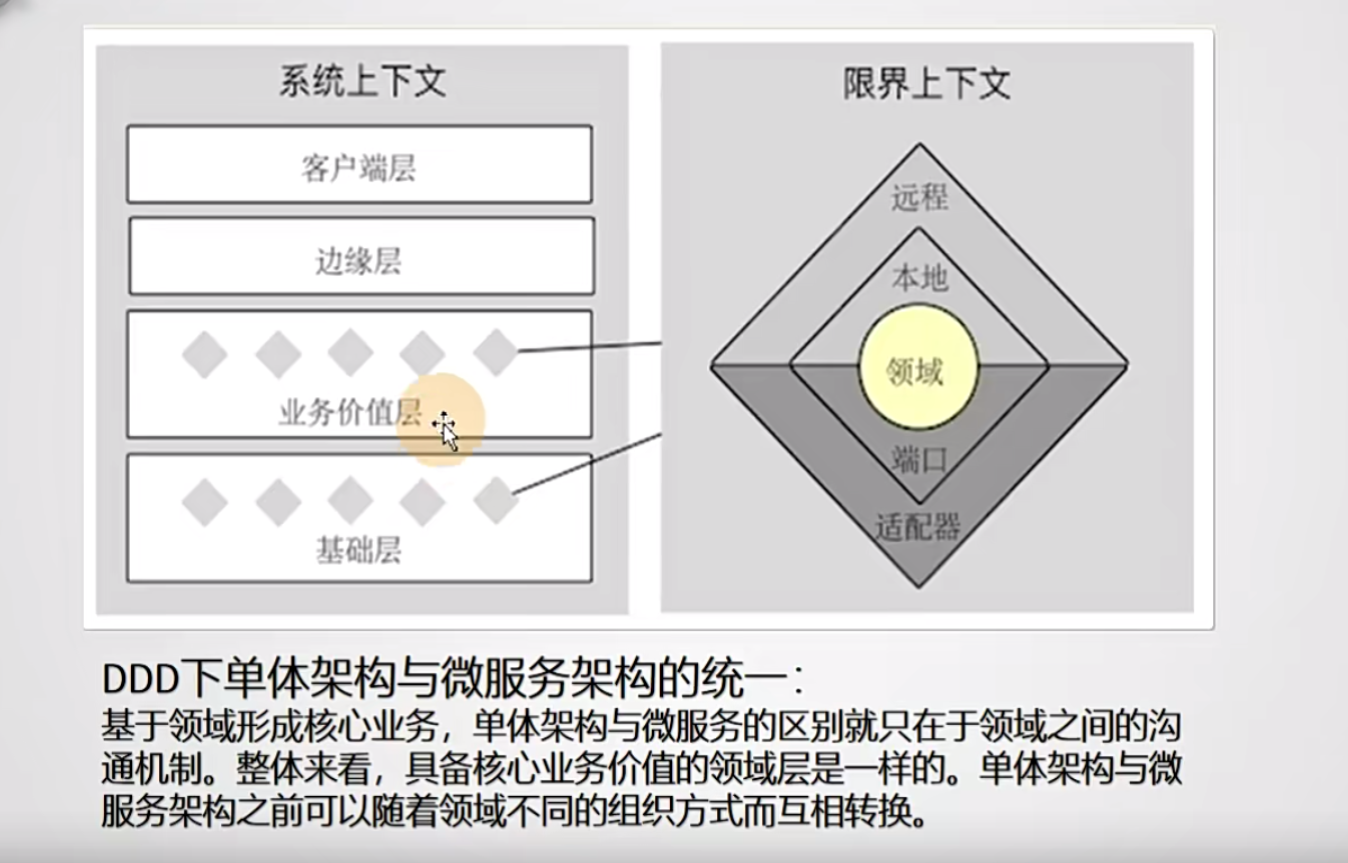 系统上下文
客户端层
边缘层
业务价值层
基础层
限界上下文
远程
本地
领域
端口
适配器
DDD下单体架构与微服务架构的统一：
基于领域形成核心业务，单体架构与微服务的区别就只在于领域之间的沟
通机制。整体来看，具备核心业务价值的领域层是一样的。单体架构与微
服务架构之前可以随着领域不同的组织方式而互相转换。